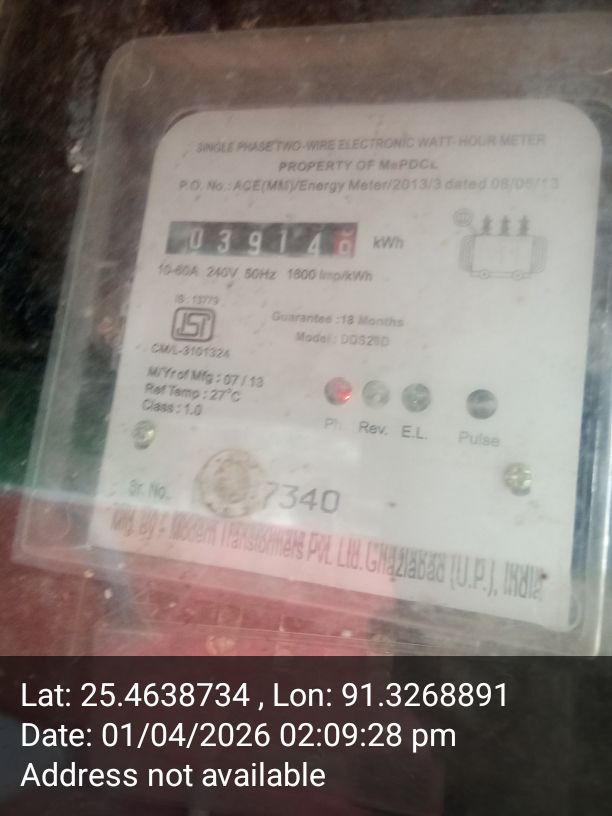 SINGLE PHASE TWO-WIRE ELECTRONIC WATT-HOUR METER
PROPERTY OF MePDCL
P.O. No.: ACE(MM)/Energy Meter/2013/3 dated 08/05/13
0 3 9 1 4 kWh
10-60A 240V 50Hz 1600 Imp/kWh
IS : 13779
ISI
CM/L-3101324
Guarantee :18 Months
Model :
M/Yr of Mfg : 07 / 13
Ref Temp : 27°C
Class : 1.0
Ph. Rev. E.L. Pulse
Sr. No. 7340
Mfg. By - Modern Transformers Pvt. Ltd. Ghaziabad (U.P.), India
Lat: 25.4638734 , Lon: 91.3268891
Date: 01/04/2026 02:09:28 pm
Address not available